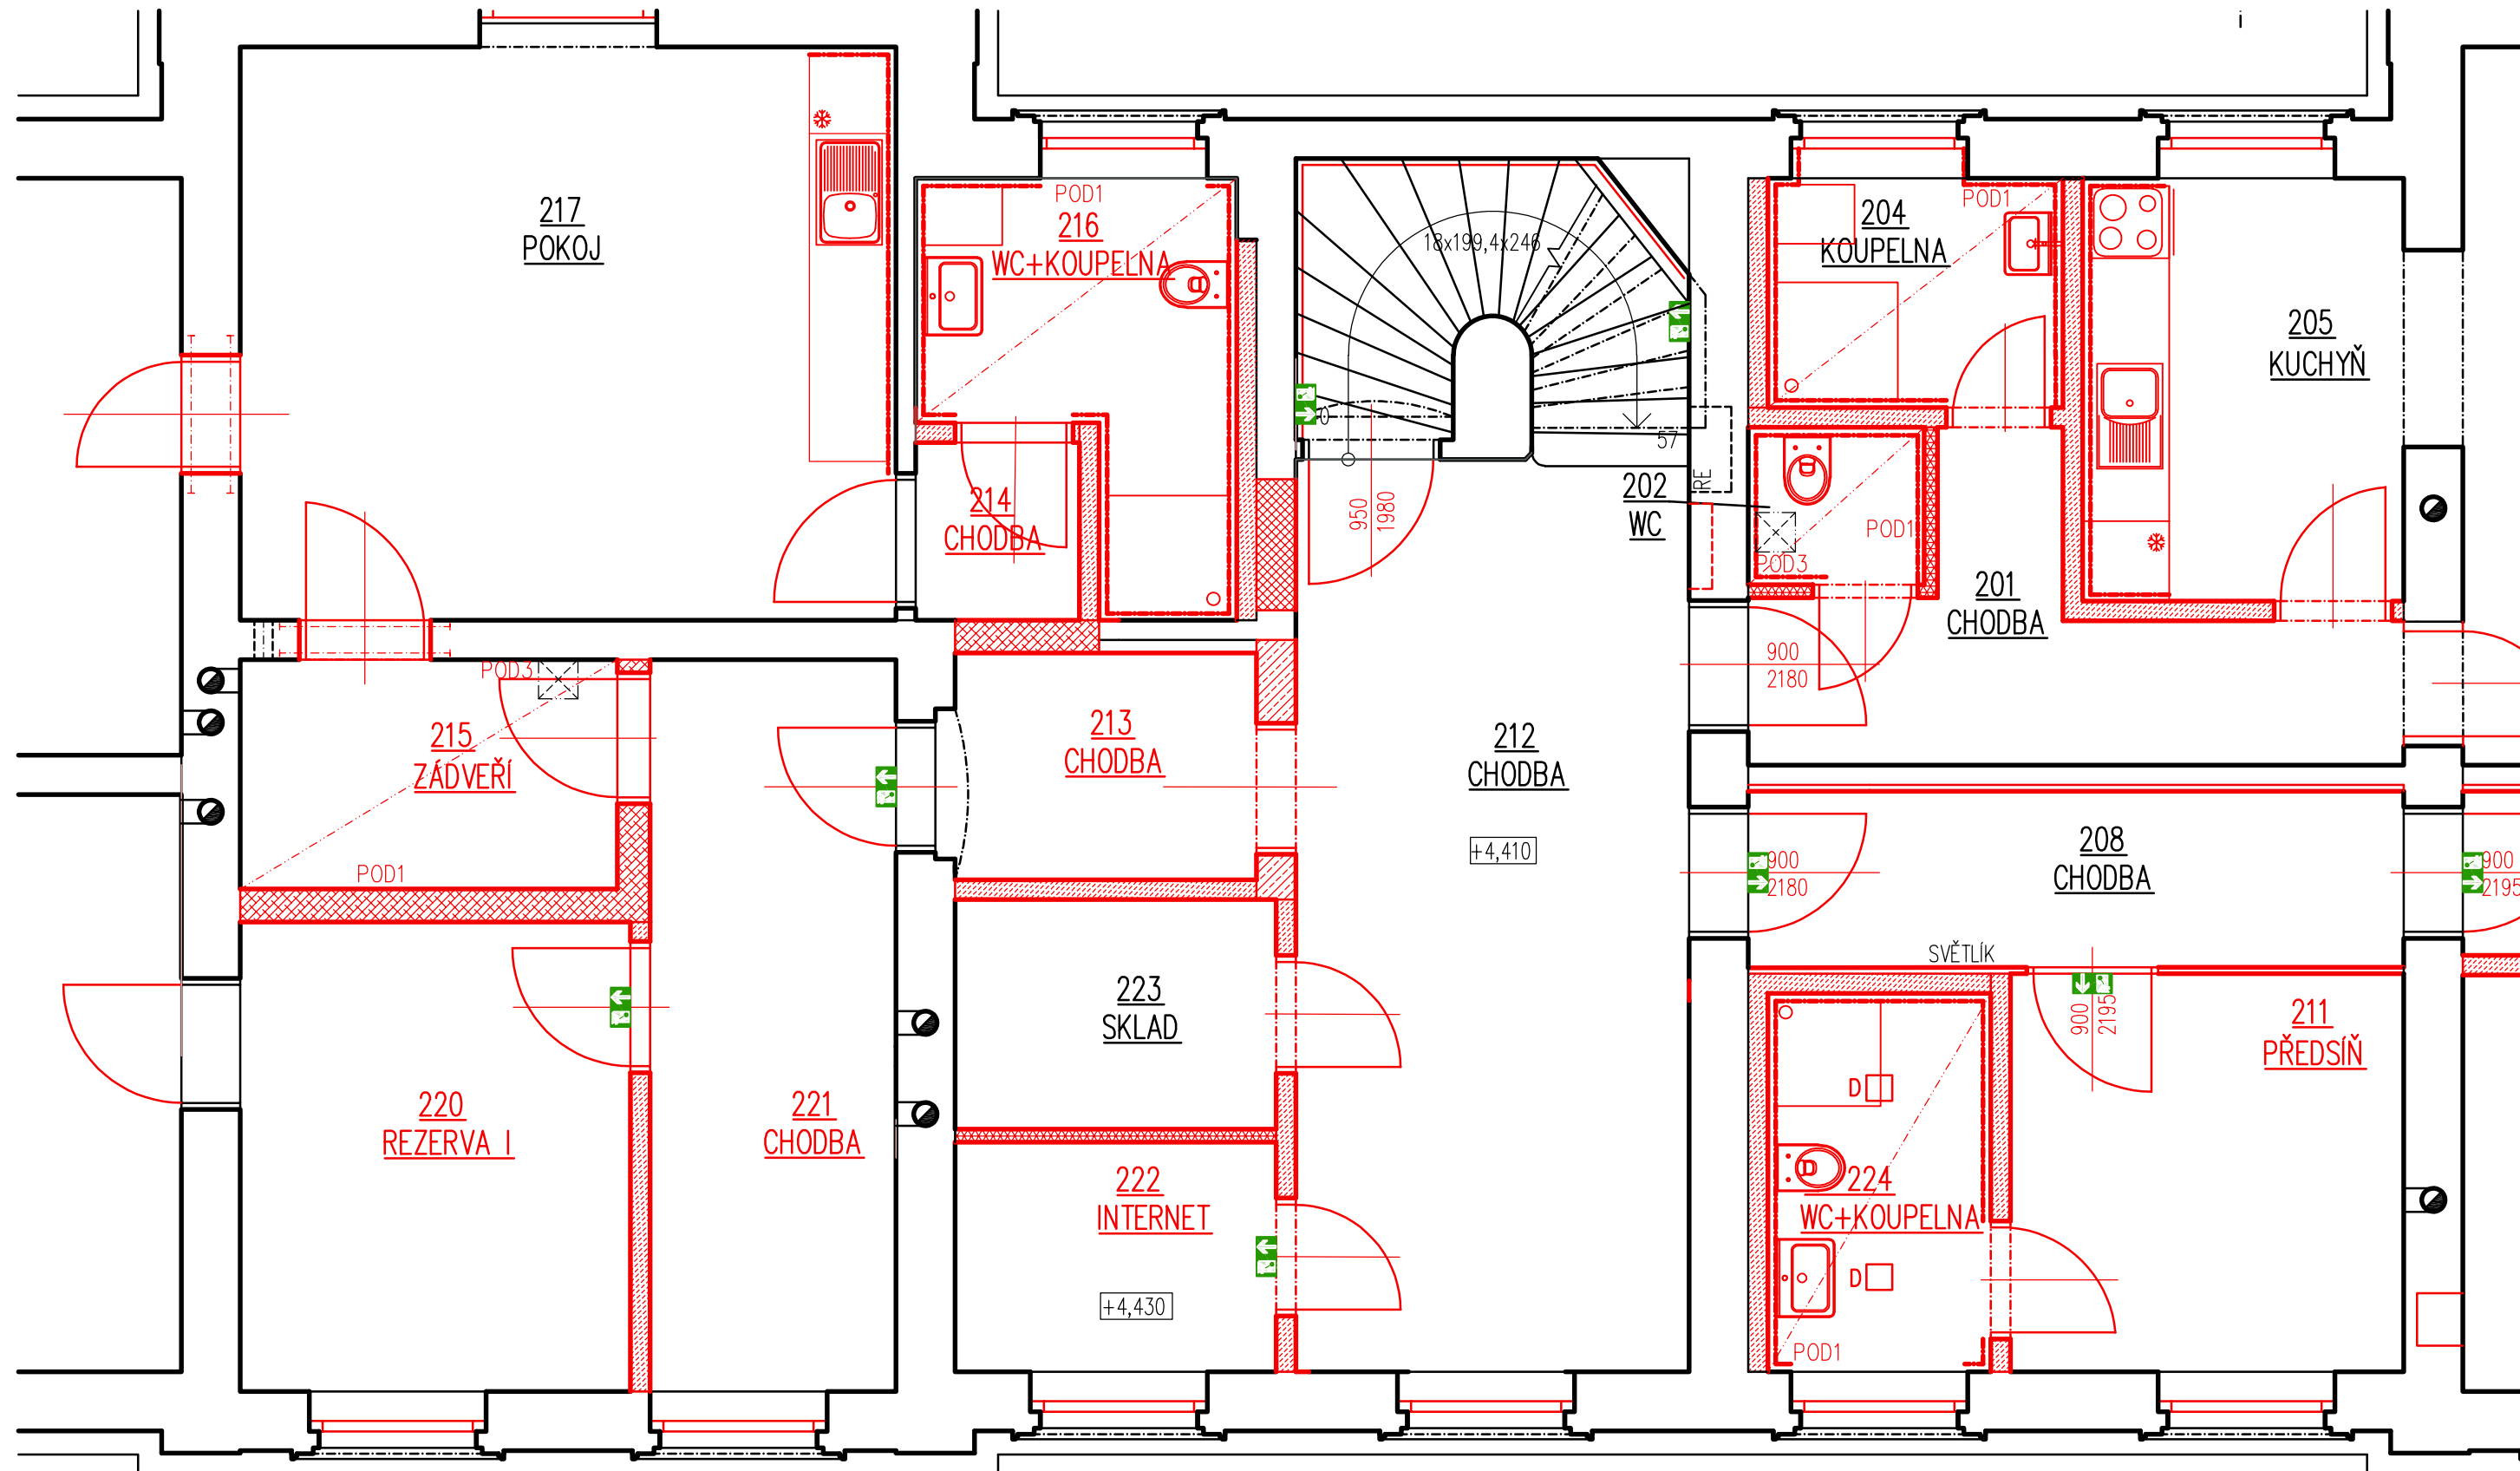 217
POKOJ
POD1
216
WC+KOUPELNA
18x199,4x246
204
KOUPELNA
POD1
205
KUCHYŇ
0
57
RE
950
1980
214
CHODBA
202
WC
POD1
POD3
201
CHODBA
900
2180
POD3
215
ZÁDVEŘÍ
POD1
213
CHODBA
212
CHODBA
+4,410
208
CHODBA
900
2180
900
2195
SVĚTLÍK
223
SKLAD
900
2195
211
PŘEDSÍŇ
220
REZERVA I
221
CHODBA
222
INTERNET
+4,430
D
224
WC+KOUPELNA
D
POD1